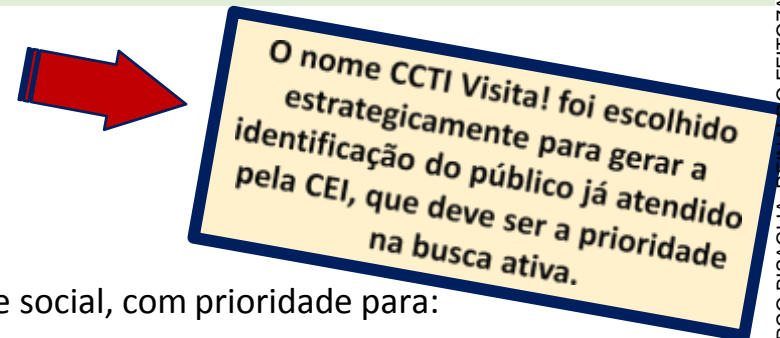 O nome CCTI Visita! foi escolhido
estrategicamente para gerar a
identificação do público já atendido
pela CEI, que deve ser a prioridade
na busca ativa.
e social, com prioridade para: